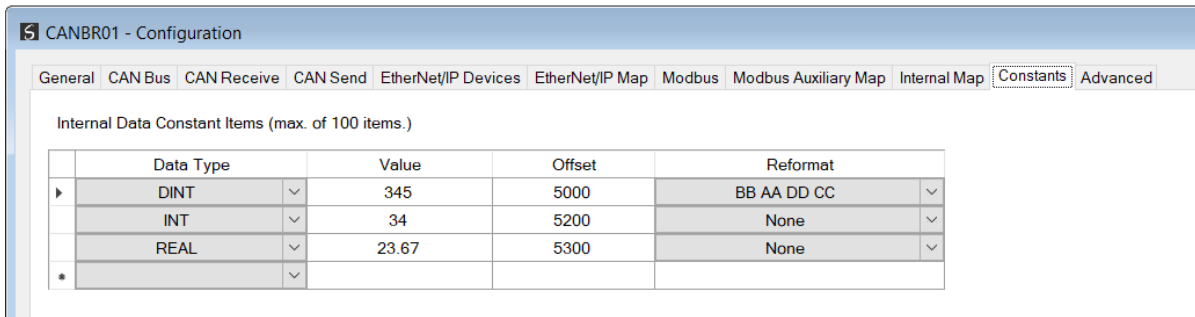 CANBR01 - Configuration
General CAN Bus CAN Receive CAN Send EtherNet/IP Devices EtherNet/IP Map Modbus Modbus Auxiliary Map Internal Map Constants Advanced
Internal Data Constant Items (max. of 100 items.)
Data Type Value Offset Reformat
DINT 345 5000 BB AA DD CC
INT 34 5200 None
REAL 23.67 5300 None